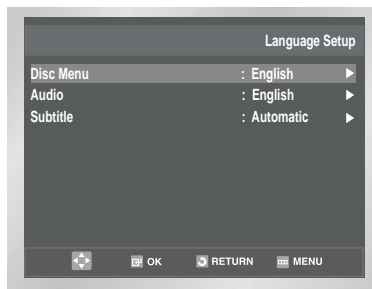 Language Setup
Disc Menu : English
Audio : English
Subtitle : Automatic
OK RETURN MENU